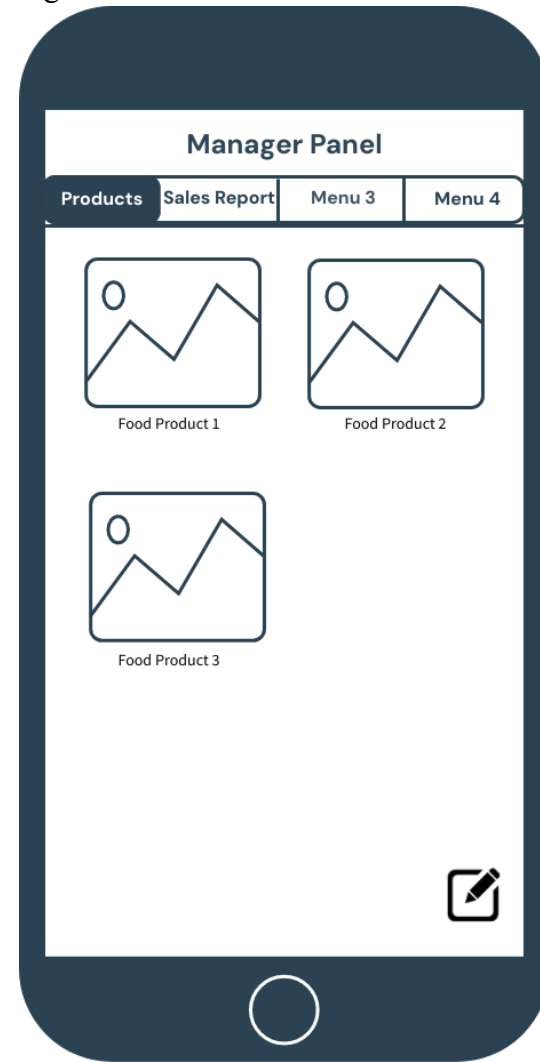 Manager Panel
Products Sales Report Menu 3 Menu 4
Food Product 1 Food Product 2
Food Product 3